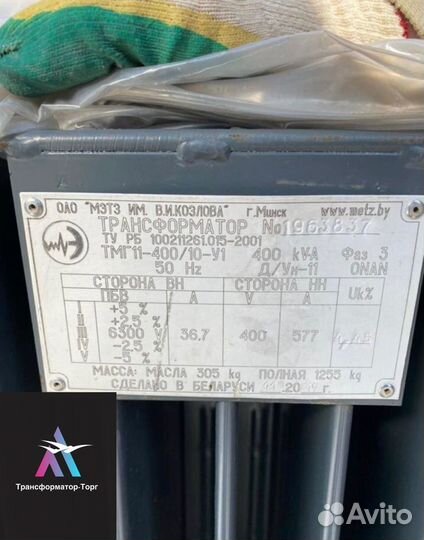 ОАО "МЭТЗ ИМ. В.И.КОЗЛОВА" г.Минск www.metz.by
ТРАНСФОРМАТОР № 1963837
ТУ РБ 100211261.015-2001
ТМГ11-400/10-У1 400 kVA Фаз 3
50 Hz Д/Ун-11 ONAN
СТОРОНА ВН СТОРОНА НН Uk%
ПБВ
I +5 %
II +2.5 %
III 6300 V 36.7 400 577
IV -2.5 %
V -5 %
МАССА: МАСЛА 305 kg ПОЛНАЯ 1255 kg
СДЕЛАНО В БЕЛАРУСИ 20 г.
Трансформатор-Торг
Avito